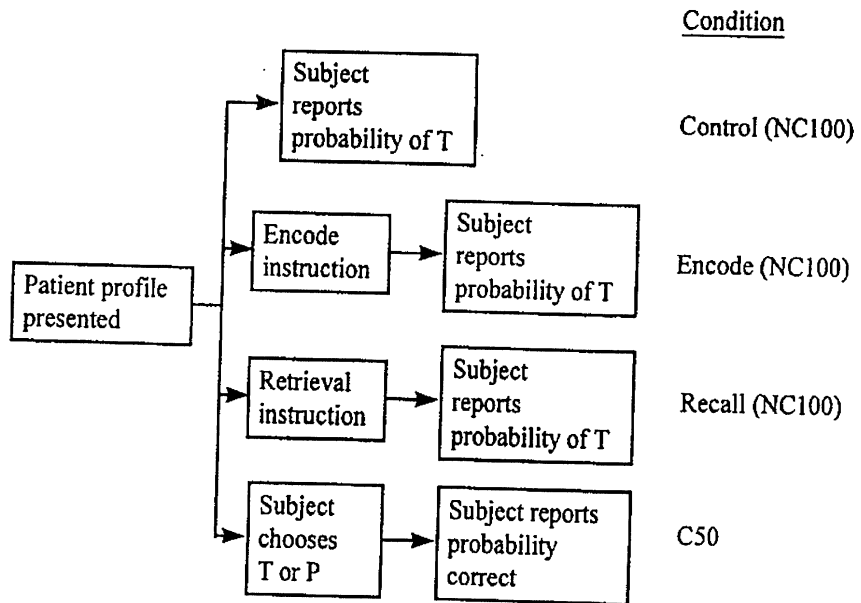 Condition
Subject
reports
probability of T
Control (NC100)
Encode
instruction
Subject
reports
probability of T
Encode (NC100)
Patient profile
presented
Retrieval
instruction
Subject
reports
probability of T
Recall (NC100)
Subject
chooses
T or P
Subject reports
probability
correct
C50